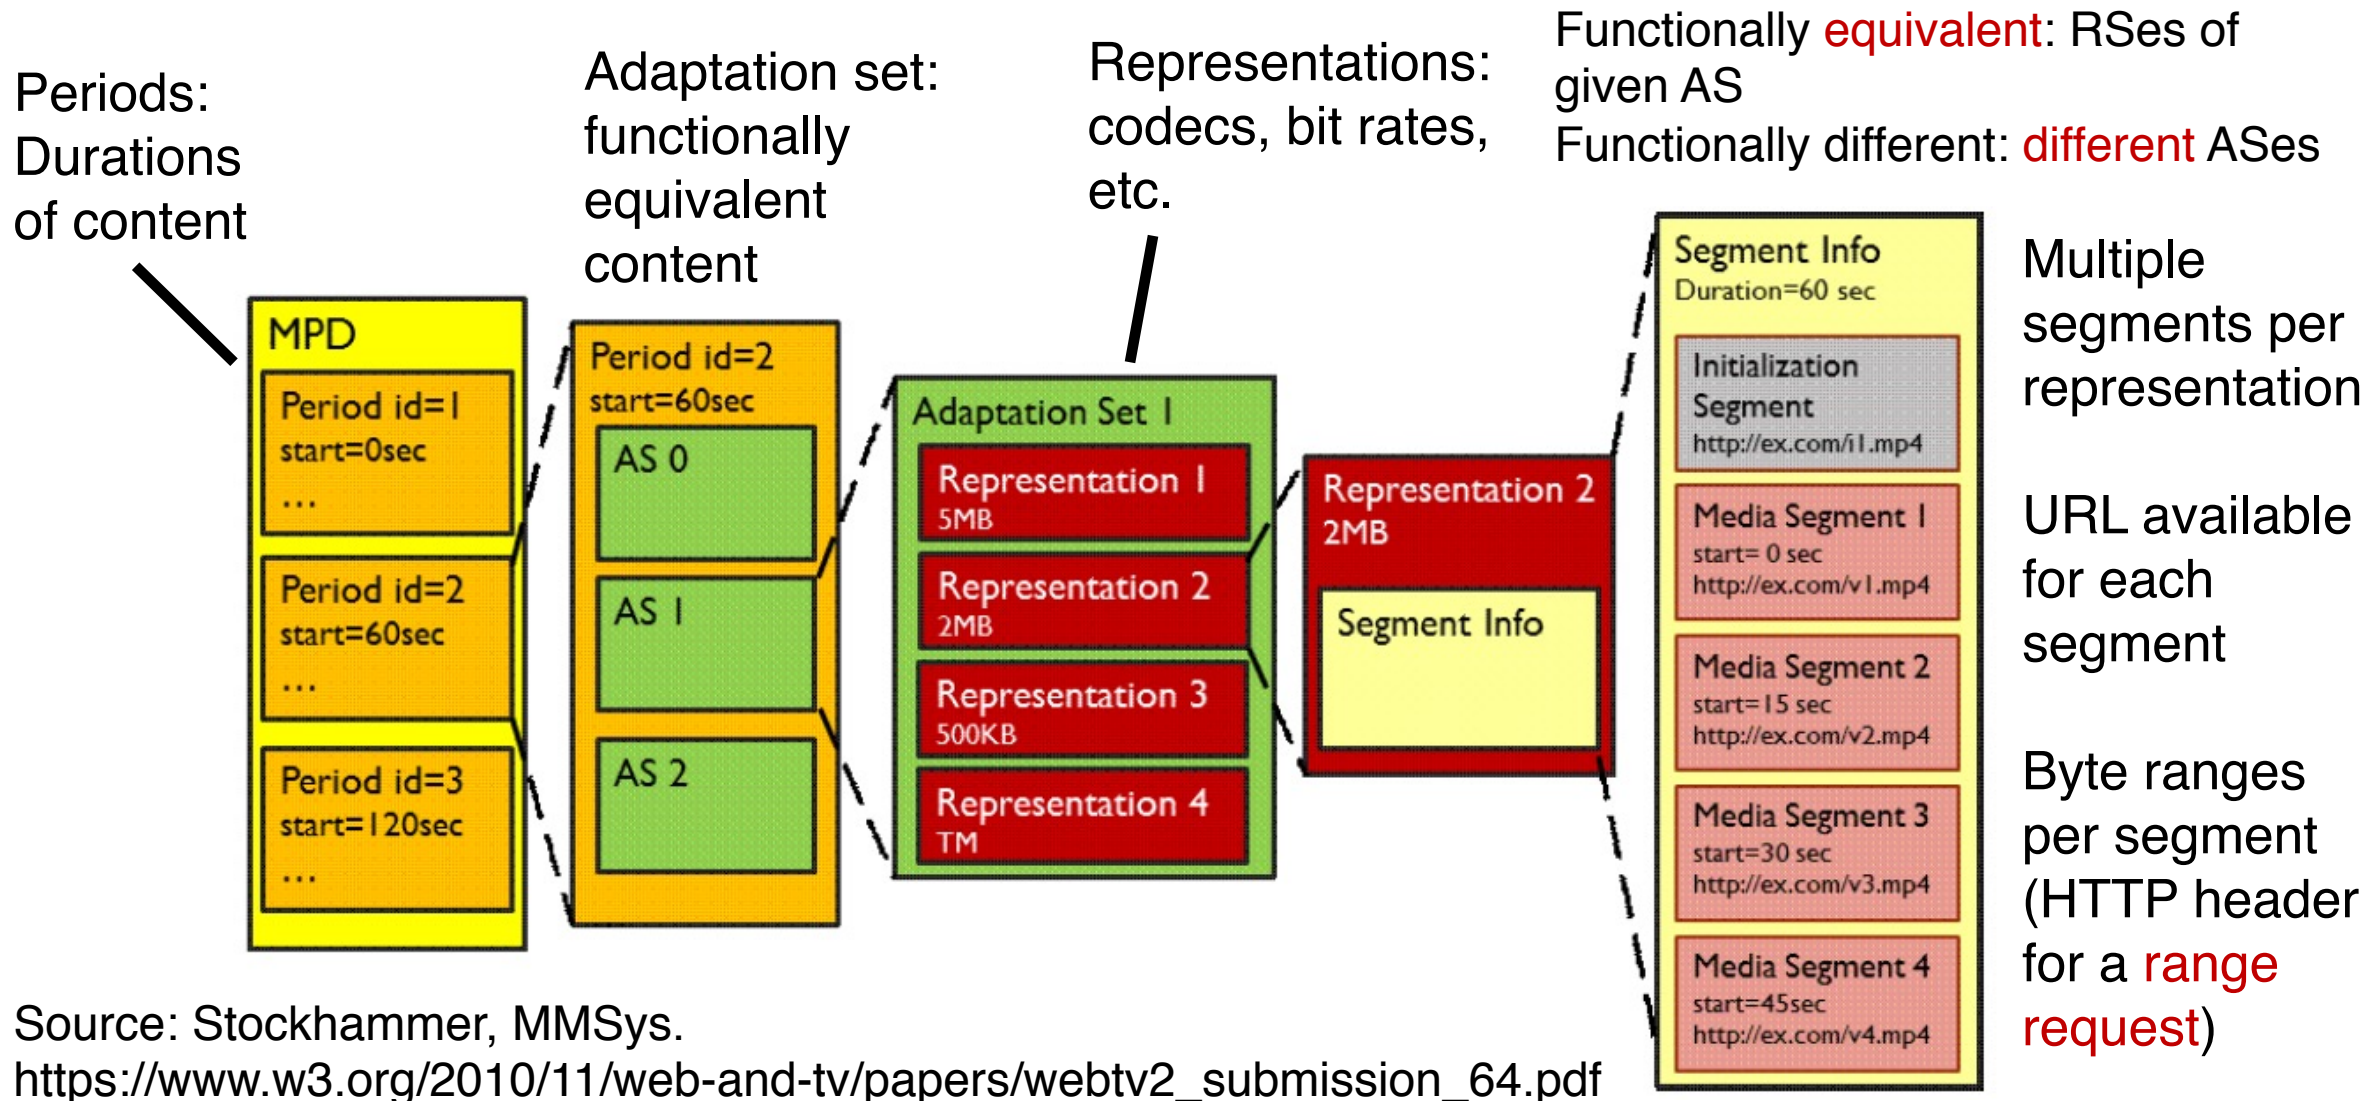 Periods:
Durations
of content
Adaptation set:
functionally
equivalent
content
Representations:
codecs, bit rates,
etc.
Functionally equivalent: RSes of
given AS
Functionally different: different ASes
MPD
Period id=1
start=0sec
...
Period id=2
start=60sec
...
Period id=3
start=120sec
...
Period id=2
start=60sec
AS 0
AS 1
AS 2
Adaptation Set 1
Representation 1
5MB
Representation 2
2MB
Representation 3
500KB
Representation 4
TM
Representation 2
2MB
Segment Info
Segment Info
Duration=60 sec
Initialization
Segment
http://ex.com/i1.mp4
Media Segment 1
start= 0 sec
http://ex.com/v1.mp4
Media Segment 2
start=15 sec
http://ex.com/v2.mp4
Media Segment 3
start=30 sec
http://ex.com/v3.mp4
Media Segment 4
start=45sec
http://ex.com/v4.mp4
Multiple
segments per
representation
URL available
for each
segment
Byte ranges
per segment
(HTTP header
for a range
request)
Source: Stockhammer, MMSys.
https://www.w3.org/2010/11/web-and-tv/papers/webtv2_submission_64.pdf